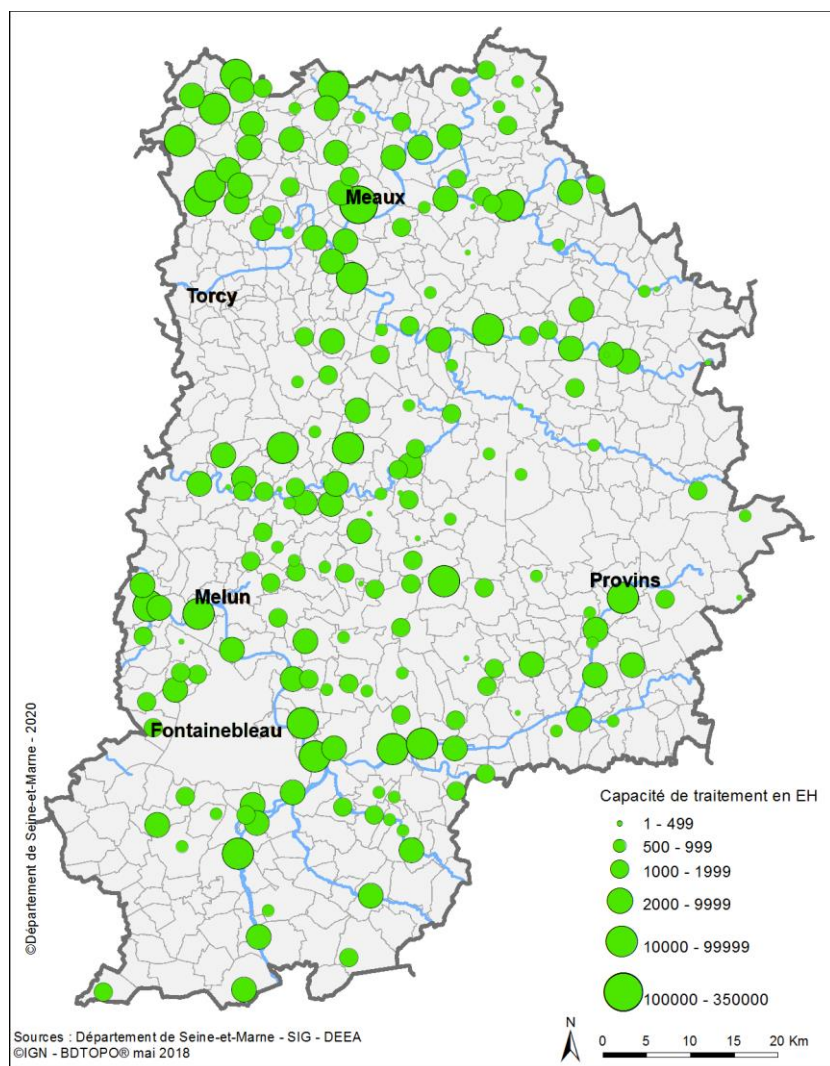 Meaux
Torcy
Provins
Melun
Fontainebleau
©Département de Seine-et-Marne - 2020
Capacité de traitement en EH
1 - 499
500 - 999
1000 - 1999
2000 - 9999
10000 - 99999
100000 - 350000
Sources : Département de Seine-et-Marne - SIG - DEEA
©IGN - BDTOPO® mai 2018
N
0 5 10 15 20 Km